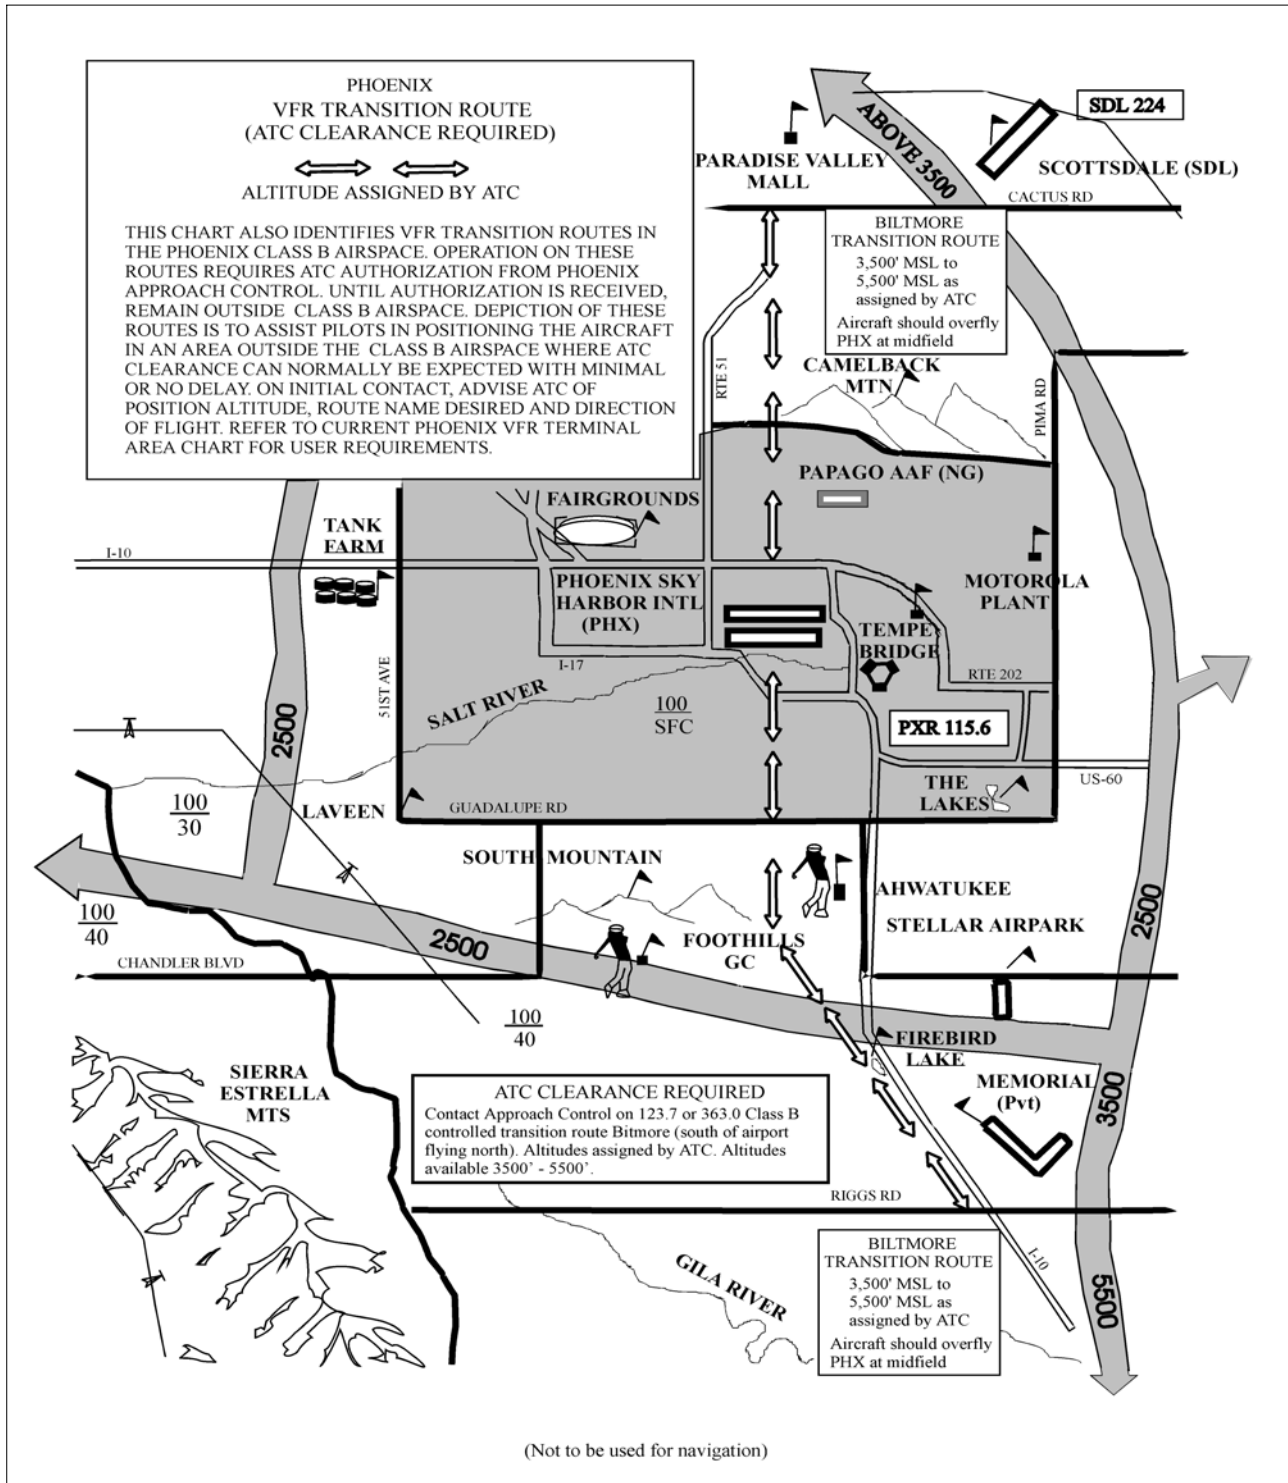 PHOENIX
VFR TRANSITION ROUTE
(ATC CLEARANCE REQUIRED)
ALTITUDE ASSIGNED BY ATC
THIS CHART ALSO IDENTIFIES VFR TRANSITION ROUTES IN
THE PHOENIX CLASS B AIRSPACE. OPERATION ON THESE
ROUTES REQUIRES ATC AUTHORIZATION FROM PHOENIX
APPROACH CONTROL. UNTIL AUTHORIZATION IS RECEIVED,
REMAIN OUTSIDE CLASS B AIRSPACE. DEPICTION OF THESE
ROUTES IS TO ASSIST PILOTS IN POSITIONING THE AIRCRAFT
IN AN AREA OUTSIDE THE CLASS B AIRSPACE WHERE ATC
CLEARANCE CAN NORMALLY BE EXPECTED WITH MINIMAL
OR NO DELAY. ON INITIAL CONTACT, ADVISE ATC OF
POSITION ALTITUDE, ROUTE NAME DESIRED AND DIRECTION
OF FLIGHT. REFER TO CURRENT PHOENIX VFR TERMINAL
AREA CHART FOR USER REQUIREMENTS.
ABOVE 3500
SDL 224
PARADISE VALLEY
MALL
SCOTTSDALE (SDL)
CACTUS RD
BILTMORE
TRANSITION ROUTE
3,500' MSL to
5,500' MSL as
assigned by ATC
Aircraft should overfly
PHX at midfield
RTE 51
CAMELBACK
MTN
PIMA RD
PAPAGO AAF (NG)
FAIRGROUNDS
TANK
FARM
I-10
PHOENIX SKY
HARBOR INTL
(PHX)
MOTOROLA
PLANT
TEMPE
BRIDGE
I-17
RTE 202
51ST AVE
SALT RIVER
100
SFC
PXR 115.6
2500
US-60
THE
LAKES
100
30
LAVEEN
GUADALUPE RD
SOUTH MOUNTAIN
AHWATUKEE
2500
100
40
2500
STELLAR AIRPARK
FOOTHILLS
GC
CHANDLER BLVD
100
40
FIREBIRD
LAKE
SIERRA
ESTRELLA
MTS
MEMORIAL
(Pvt)
3500
ATC CLEARANCE REQUIRED
Contact Approach Control on 123.7 or 363.0 Class B
controlled transition route Bitmore (south of airport
flying north). Altitudes assigned by ATC. Altitudes
available 3500’ - 5500’.
RIGGS RD
GILA RIVER
I-10
BILTMORE
TRANSITION ROUTE
3,500' MSL to
5,500' MSL as
assigned by ATC
Aircraft should overfly
PHX at midfield
5500
(Not to be used for navigation)